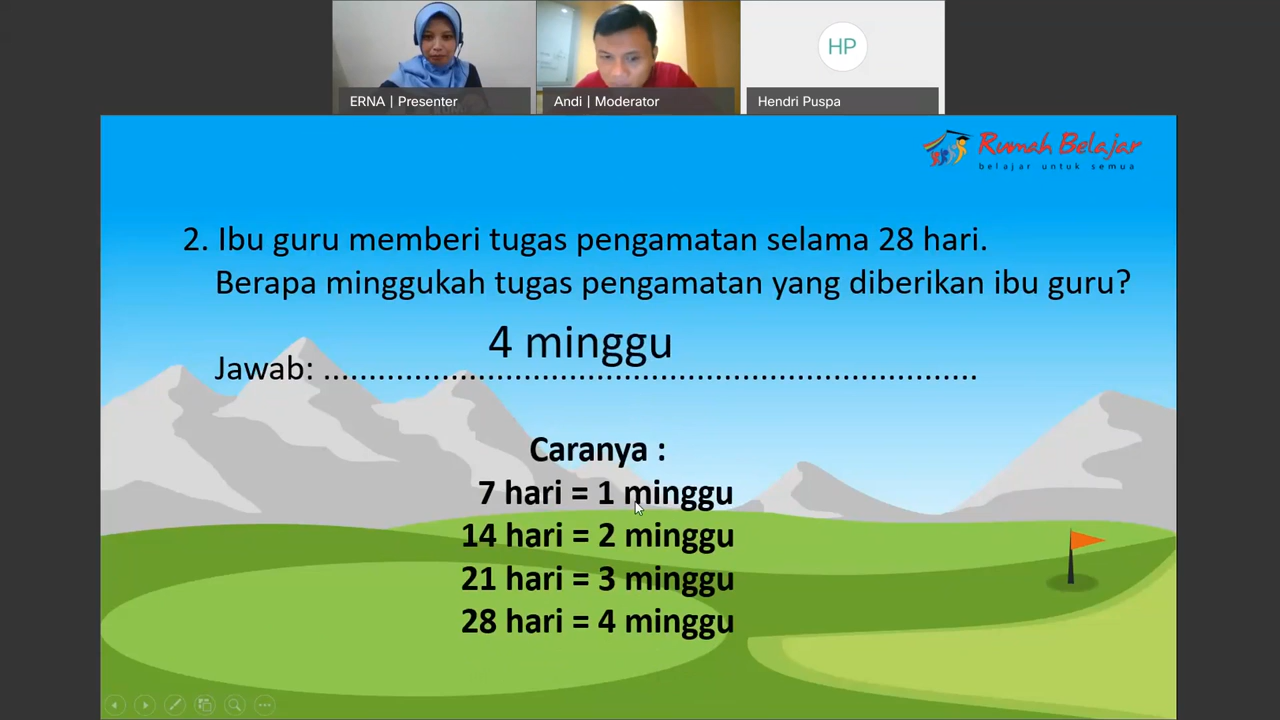 ERNA | Presenter
Andi | Moderator
HP
Hendri Puspa
Rumah Belajar
belajar untuk semua
2. Ibu guru memberi tugas pengamatan selama 28 hari.
Berapa minggukah tugas pengamatan yang diberikan ibu guru?
4 minggu
Jawab: ........................................................................
Caranya :
7 hari = 1 minggu
14 hari = 2 minggu
21 hari = 3 minggu
28 hari = 4 minggu